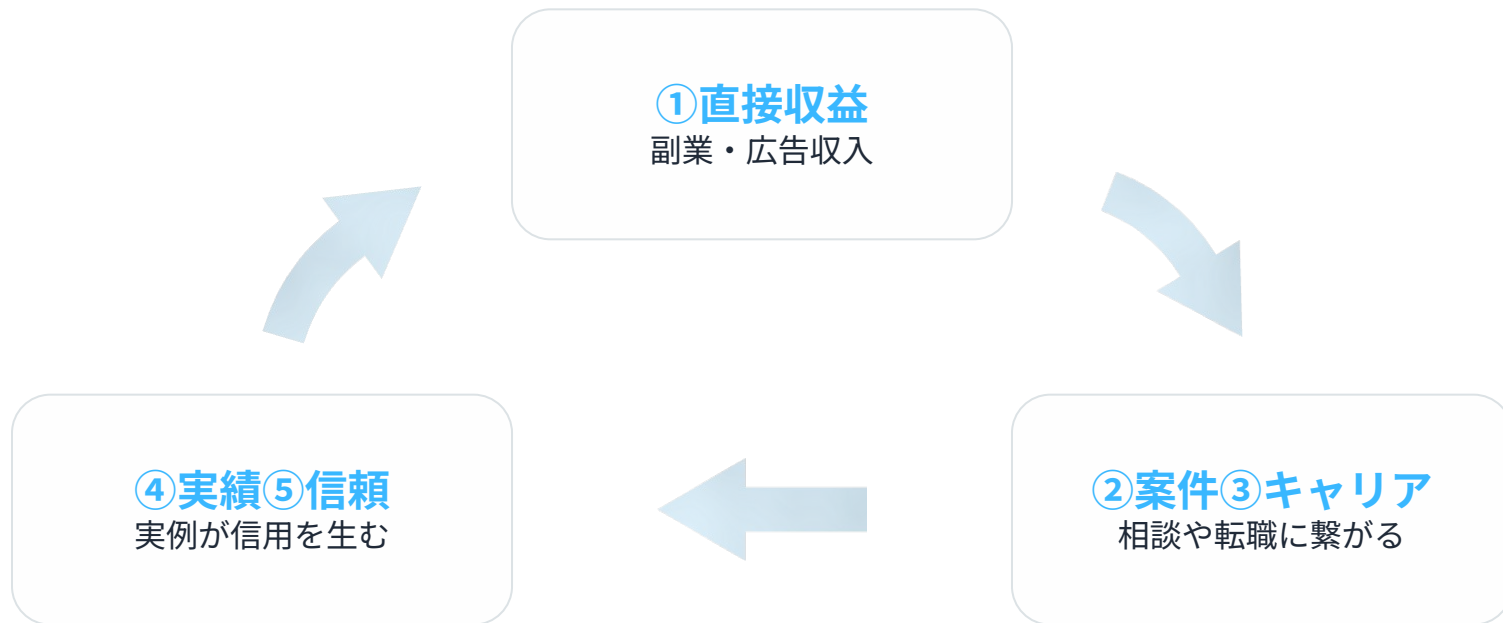 ①直接収益
副業・広告収入
④実績⑤信頼
実例が信用を生む
②案件③キャリア
相談や転職に繋がる